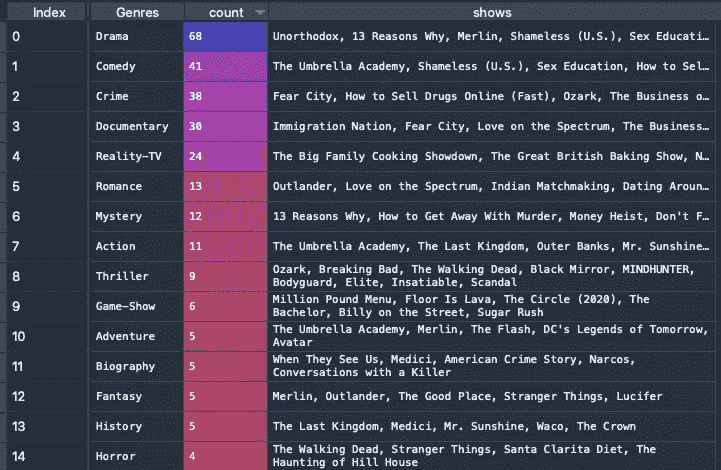 Index Genres count shows
0 Drama 68 Unorthodox, 13 Reasons Why, Merlin, Shameless (U.S.), Sex Educati…
1 Comedy 41 The Umbrella Academy, Shameless (U.S.), Sex Education, How to Sel…
2 Crime 38 Fear City, How to Sell Drugs Online (Fast), Ozark, The Business o…
3 Documentary 30 Immigration Nation, Fear City, Love on the Spectrum, The Business…
4 Reality-TV 24 The Big Family Cooking Showdown, The Great British Baking Show, N…
5 Romance 13 Outlander, Love on the Spectrum, Indian Matchmaking, Dating Aroun…
6 Mystery 12 13 Reasons Why, How to Get Away With Murder, Money Heist, Don't F…
7 Action 11 The Umbrella Academy, The Last Kingdom, Outer Banks, Mr. Sunshine…
8 Thriller 9 Ozark, Breaking Bad, The Walking Dead, Black Mirror, MINDHUNTER,
Bodyguard, Elite, Insatiable, Scandal
9 Game-Show 6 Million Pound Menu, Floor Is Lava, The Circle (2020), The
Bachelor, Billy on the Street, Sugar Rush
10 Adventure 5 The Umbrella Academy, Merlin, The Flash, DC's Legends of Tomorrow,
Avatar
11 Biography 5 When They See Us, Medici, American Crime Story, Narcos,
Conversations with a Killer
12 Fantasy 5 Merlin, Outlander, The Good Place, Stranger Things, Lucifer
13 History 5 The Last Kingdom, Medici, Mr. Sunshine, Waco, The Crown
14 Horror 4 The Walking Dead, Stranger Things, Santa Clarita Diet, The
Haunting of Hill House